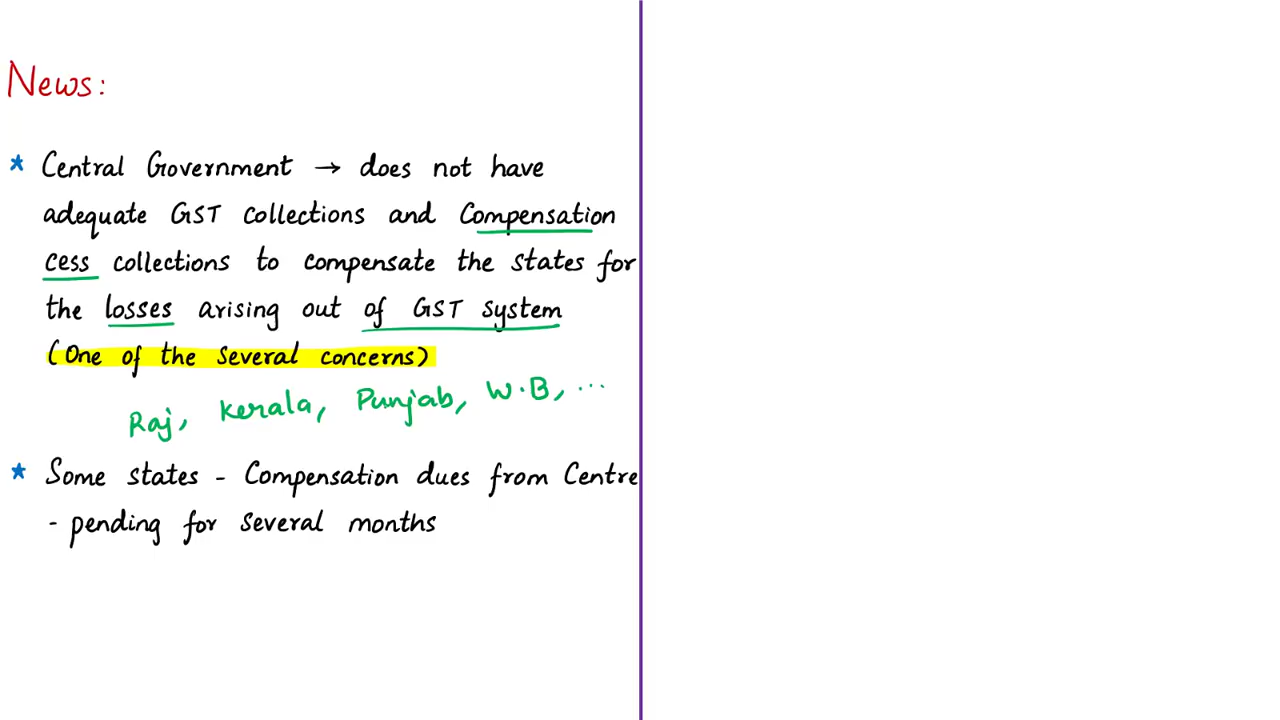 News:
* Central Government → does not have
adequate GST collections and Compensation
cess collections to compensate the states for
the losses arising out of GST system
(One of the several concerns)
Raj, Kerala, Punjab, W.B, ...
* Some states - Compensation dues from Centre
- pending for several months